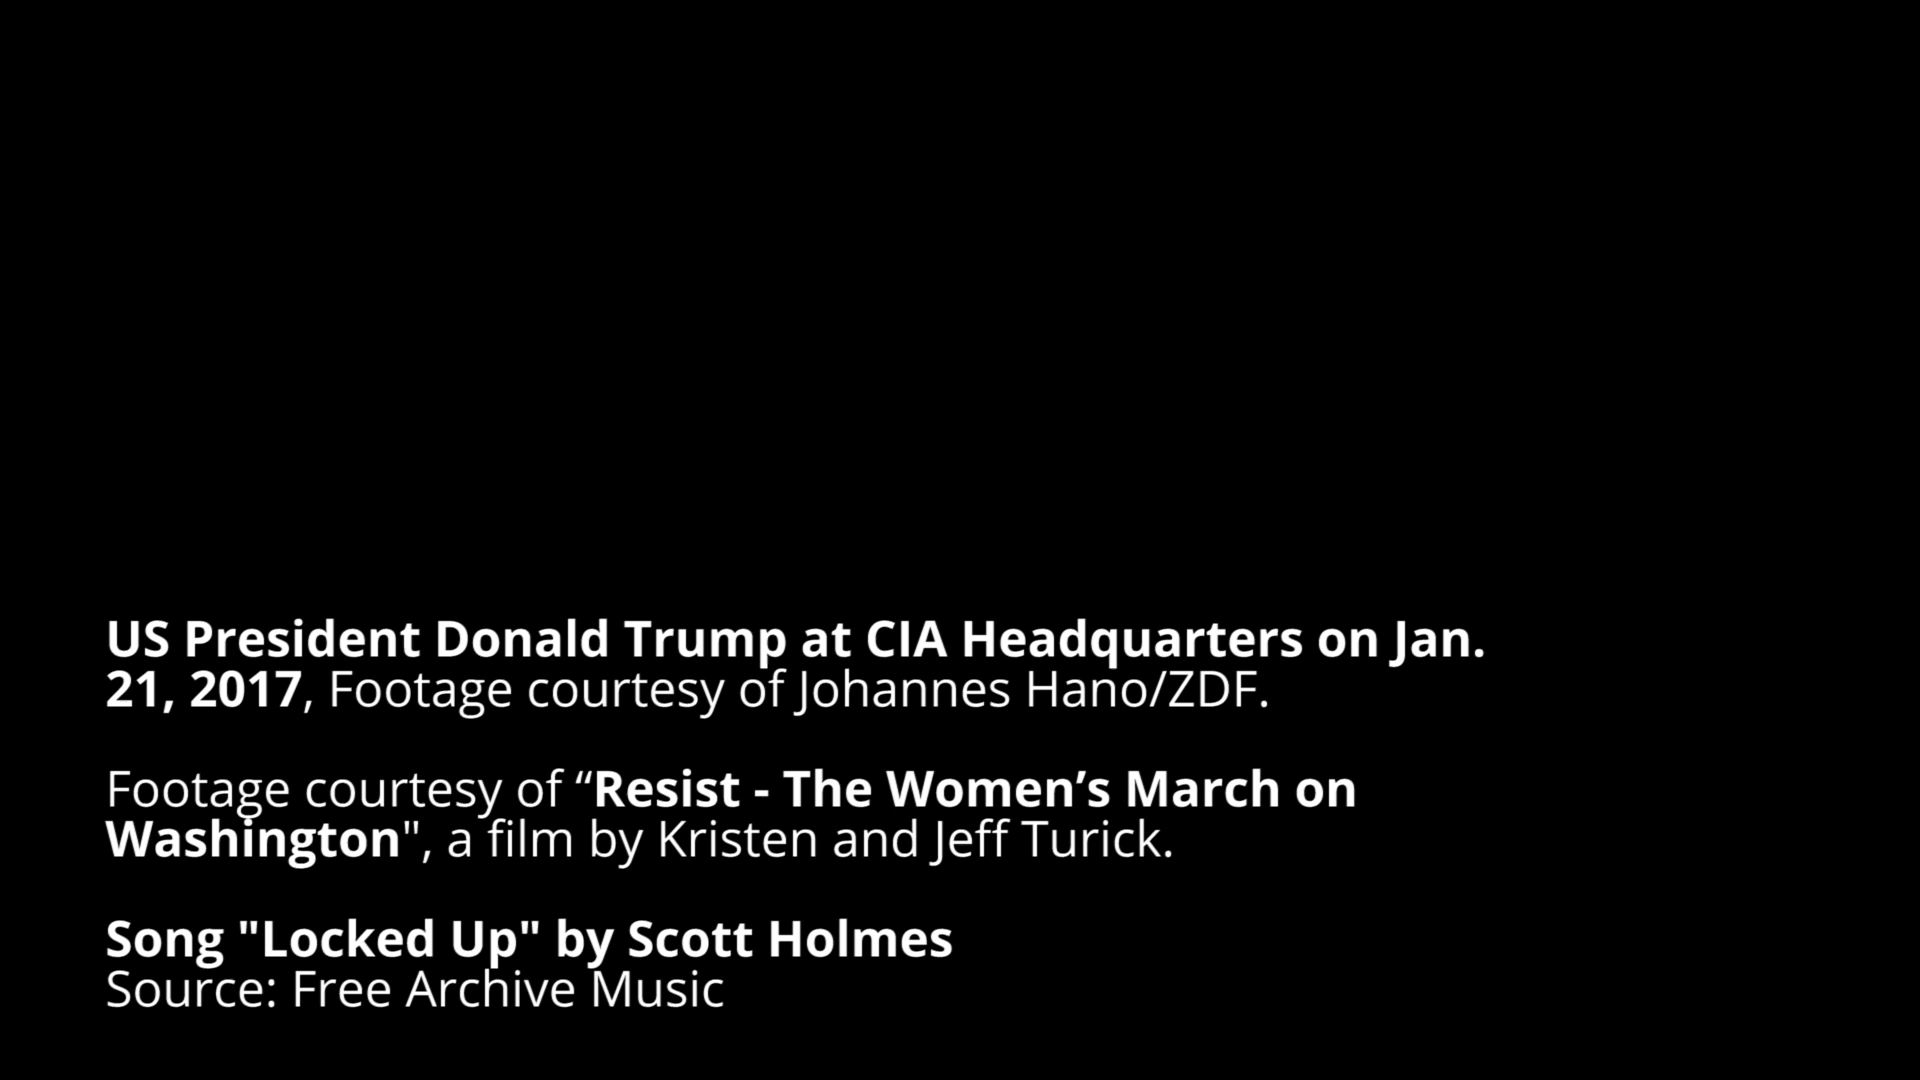 US President Donald Trump at CIA Headquarters on Jan.
21, 2017, Footage courtesy of Johannes Hano/ZDF.
Footage courtesy of “Resist - The Women’s March on
Washington", a film by Kristen and Jeff Turick.
Song "Locked Up" by Scott Holmes
Source: Free Archive Music